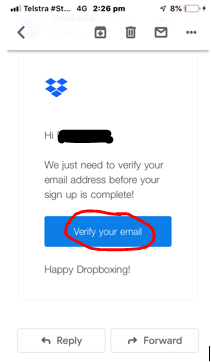 Telstra #St... 4G 2:26 pm 8%
Hi
We just need to verify your
email address before your
sign up is complete!
Verify your email
Happy Dropboxing!
Reply Forward